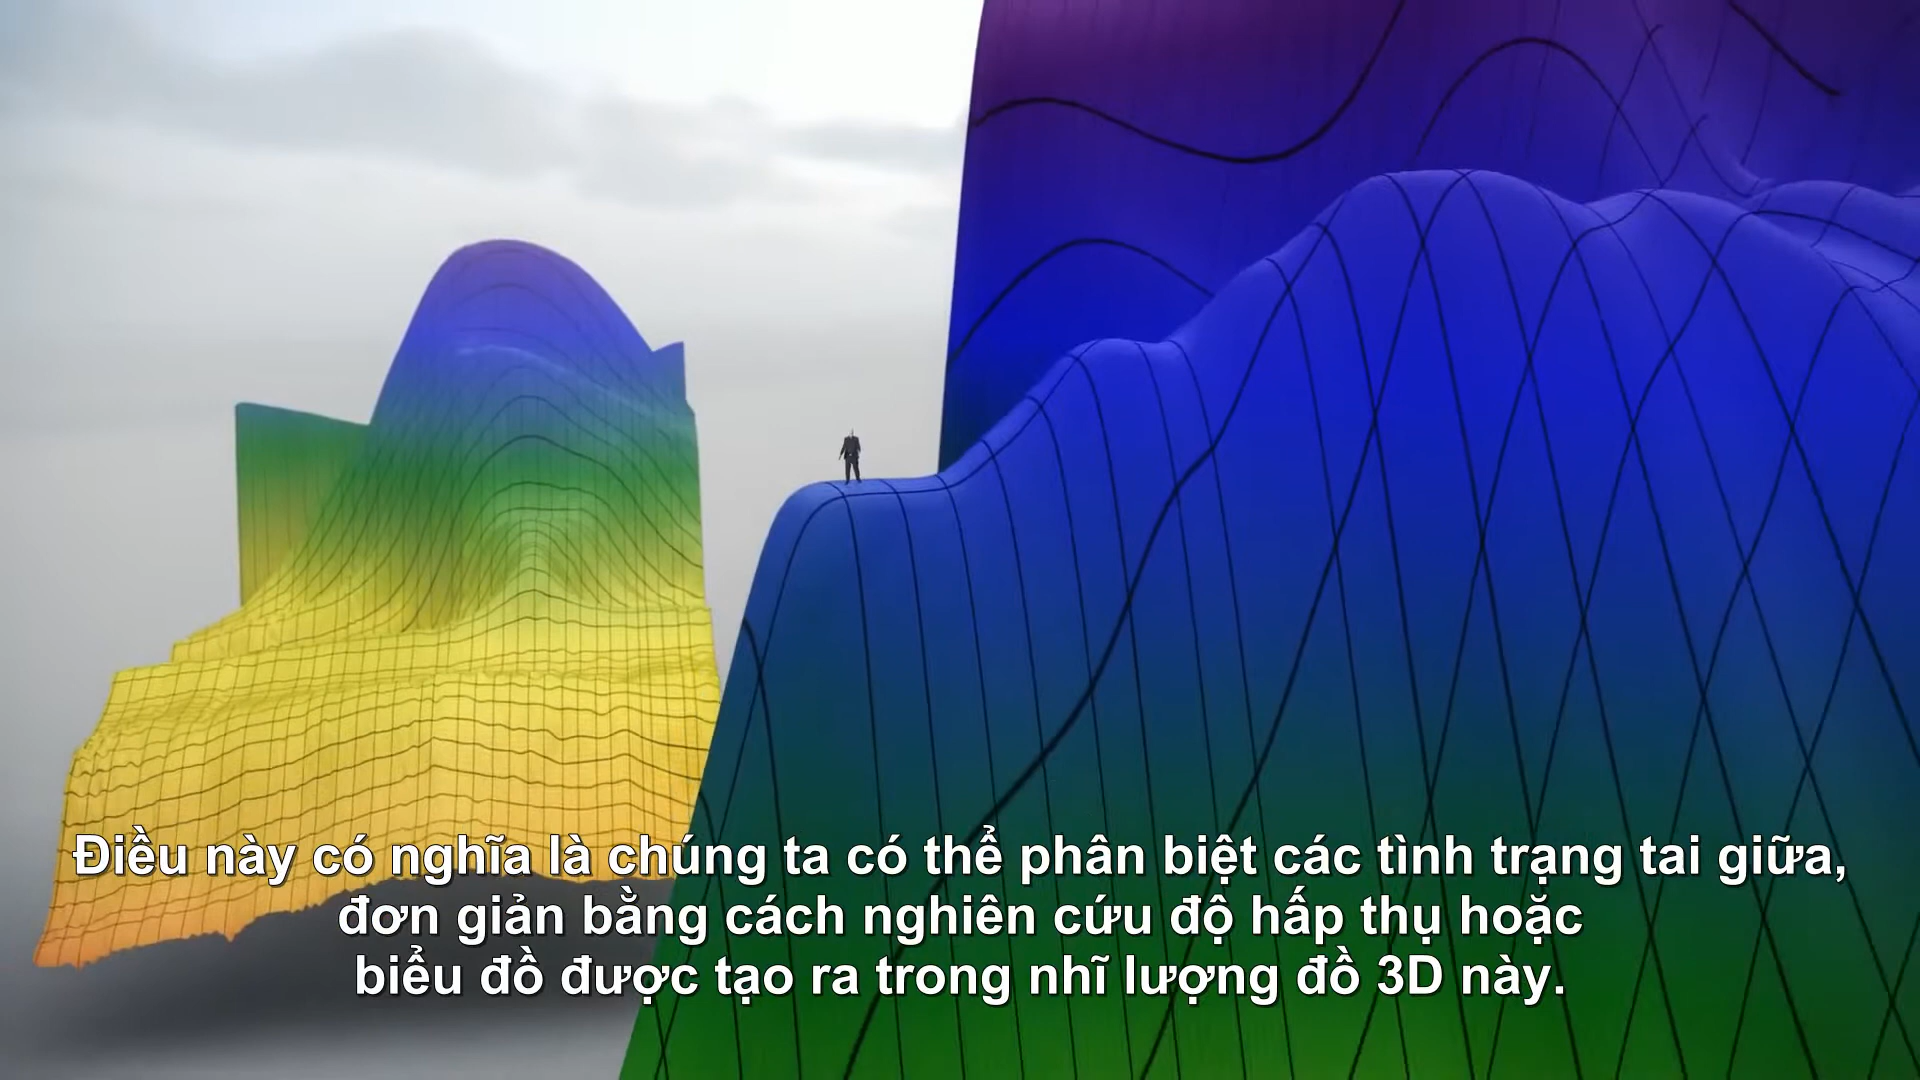 Điều này có nghĩa là chúng ta có thể phân biệt các tình trạng tai giữa,
đơn giản bằng cách nghiên cứu độ hấp thụ hoặc
biểu đồ được tạo ra trong nhĩ lượng đồ 3D này.